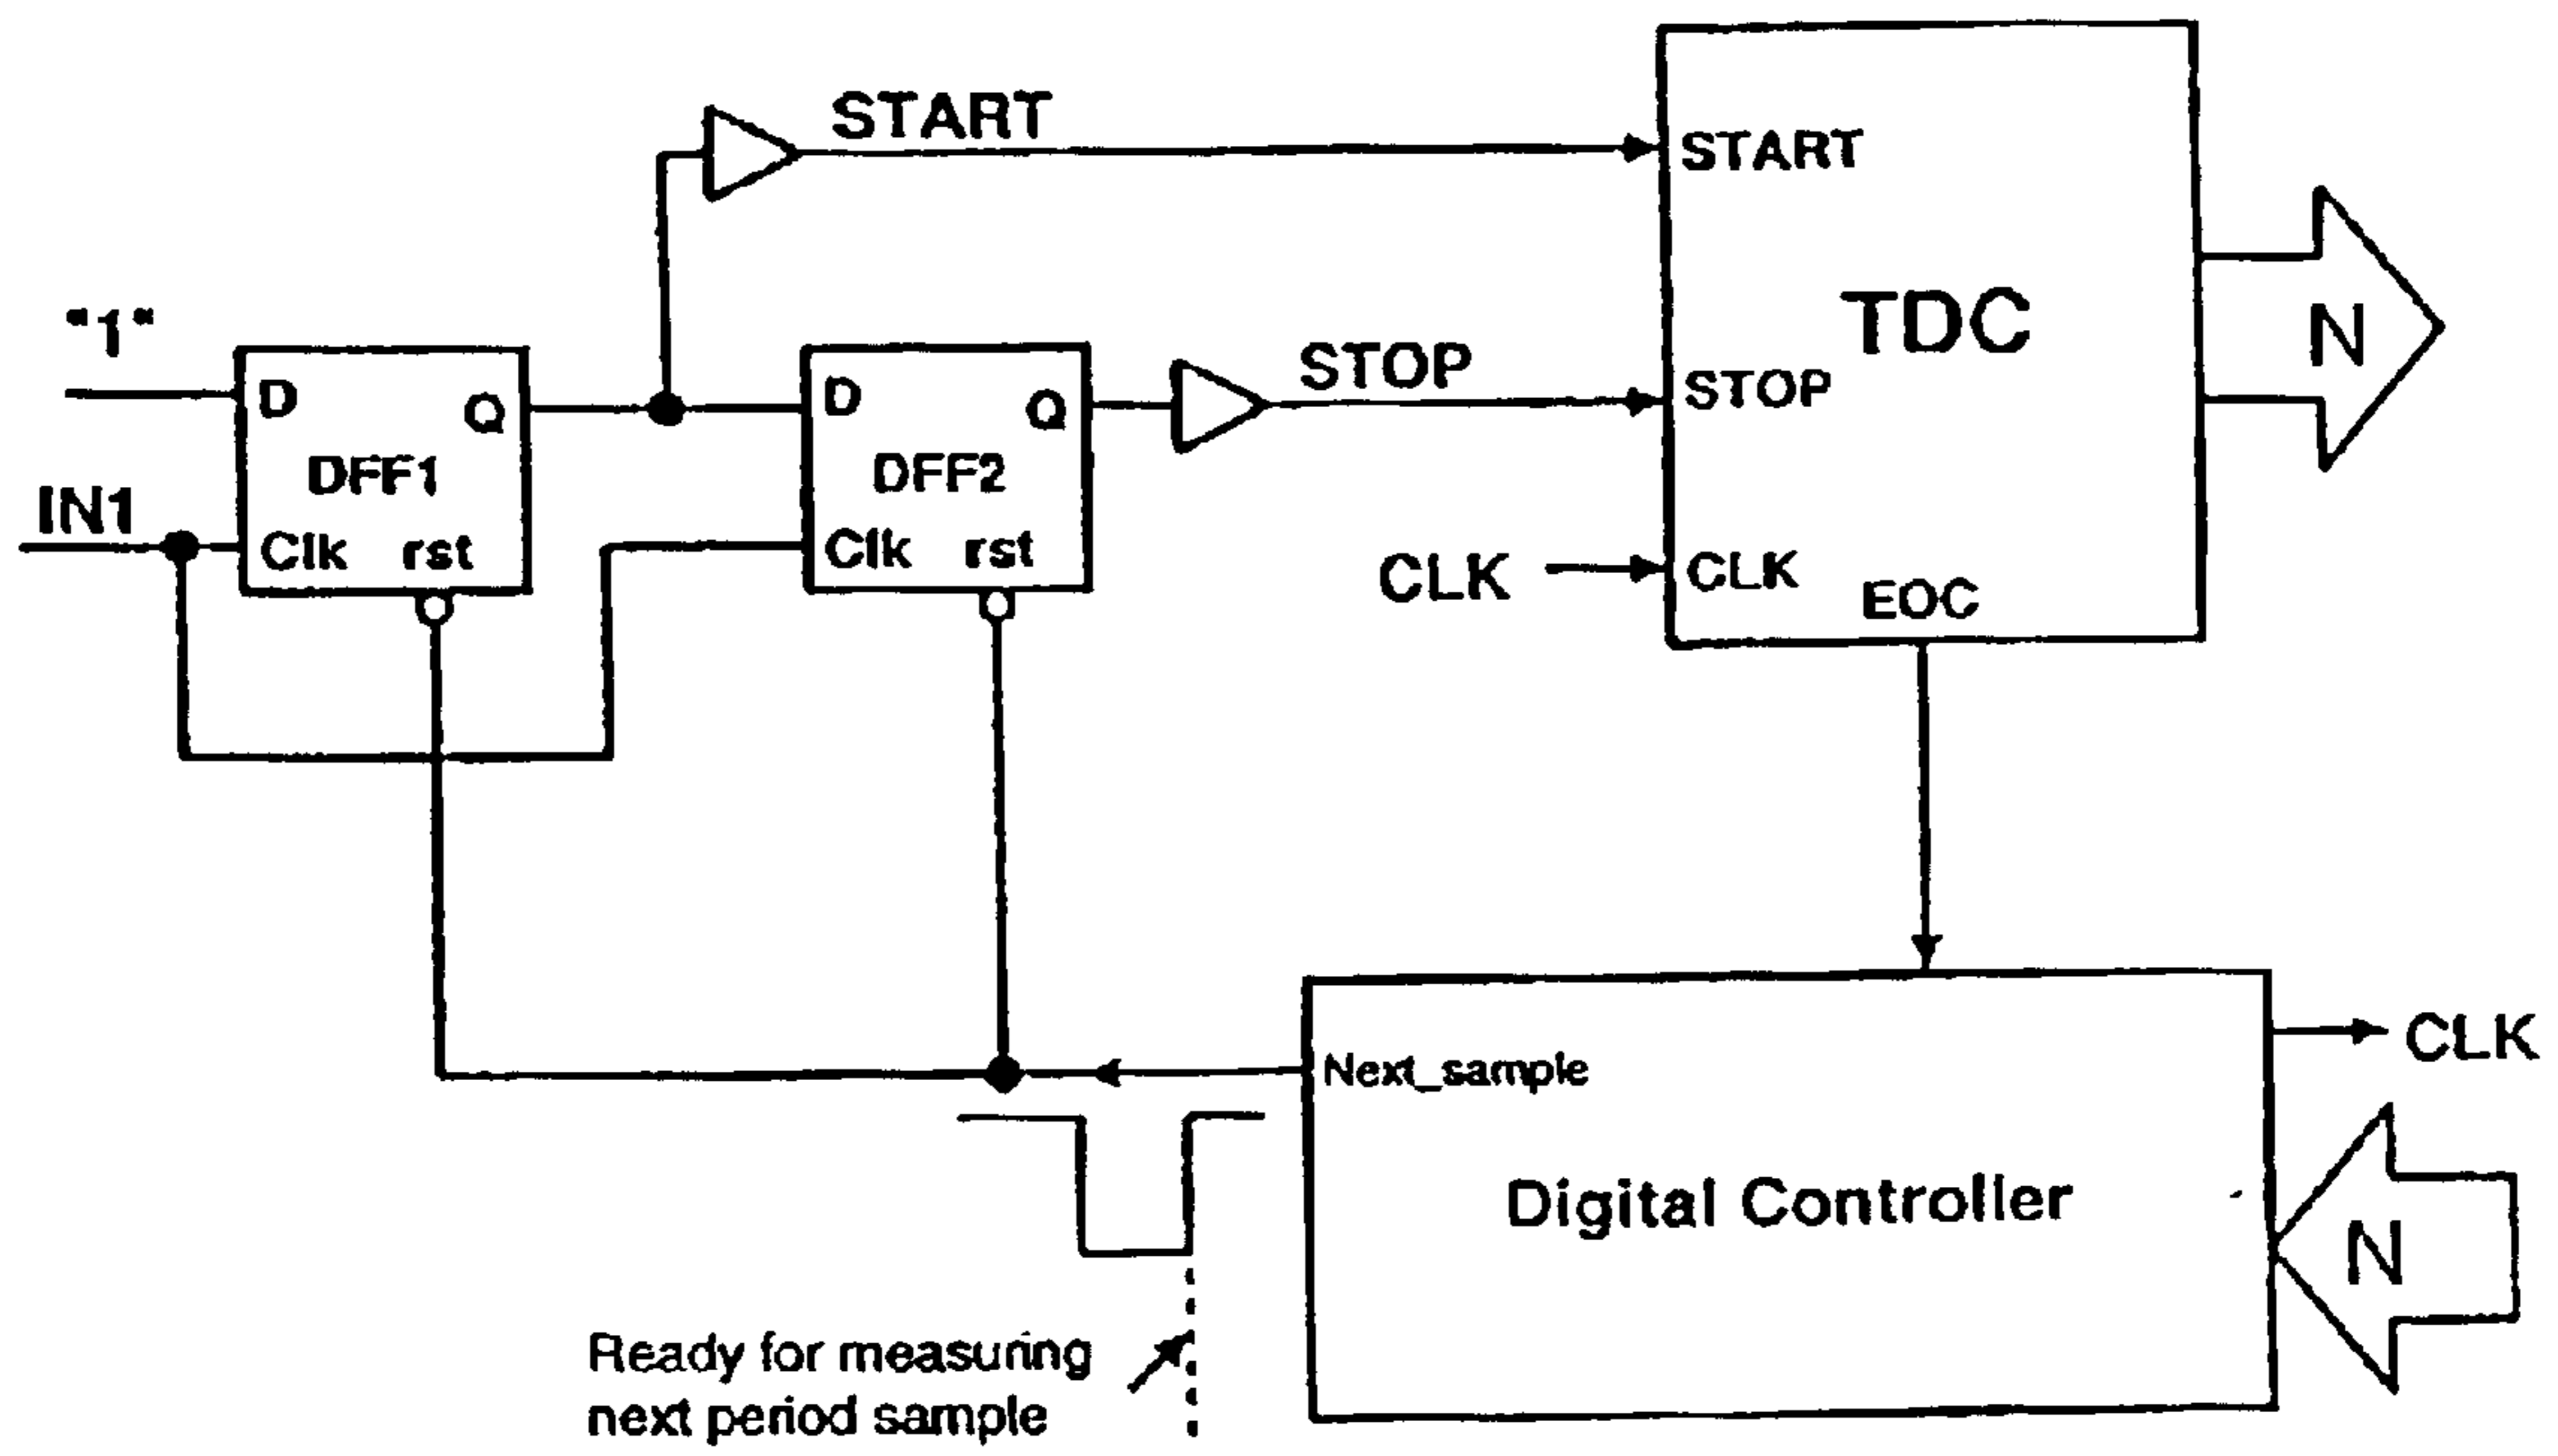 START
START
TDC
N
"1"
D
Q
DFF1
IN1
Clk
rst
D
Q
DFF2
Clk
rst
STOP
STOP
CLK
CLK
EOC
Next_sample
CLK
Digital Controller
N
Ready for measuring
next period sample